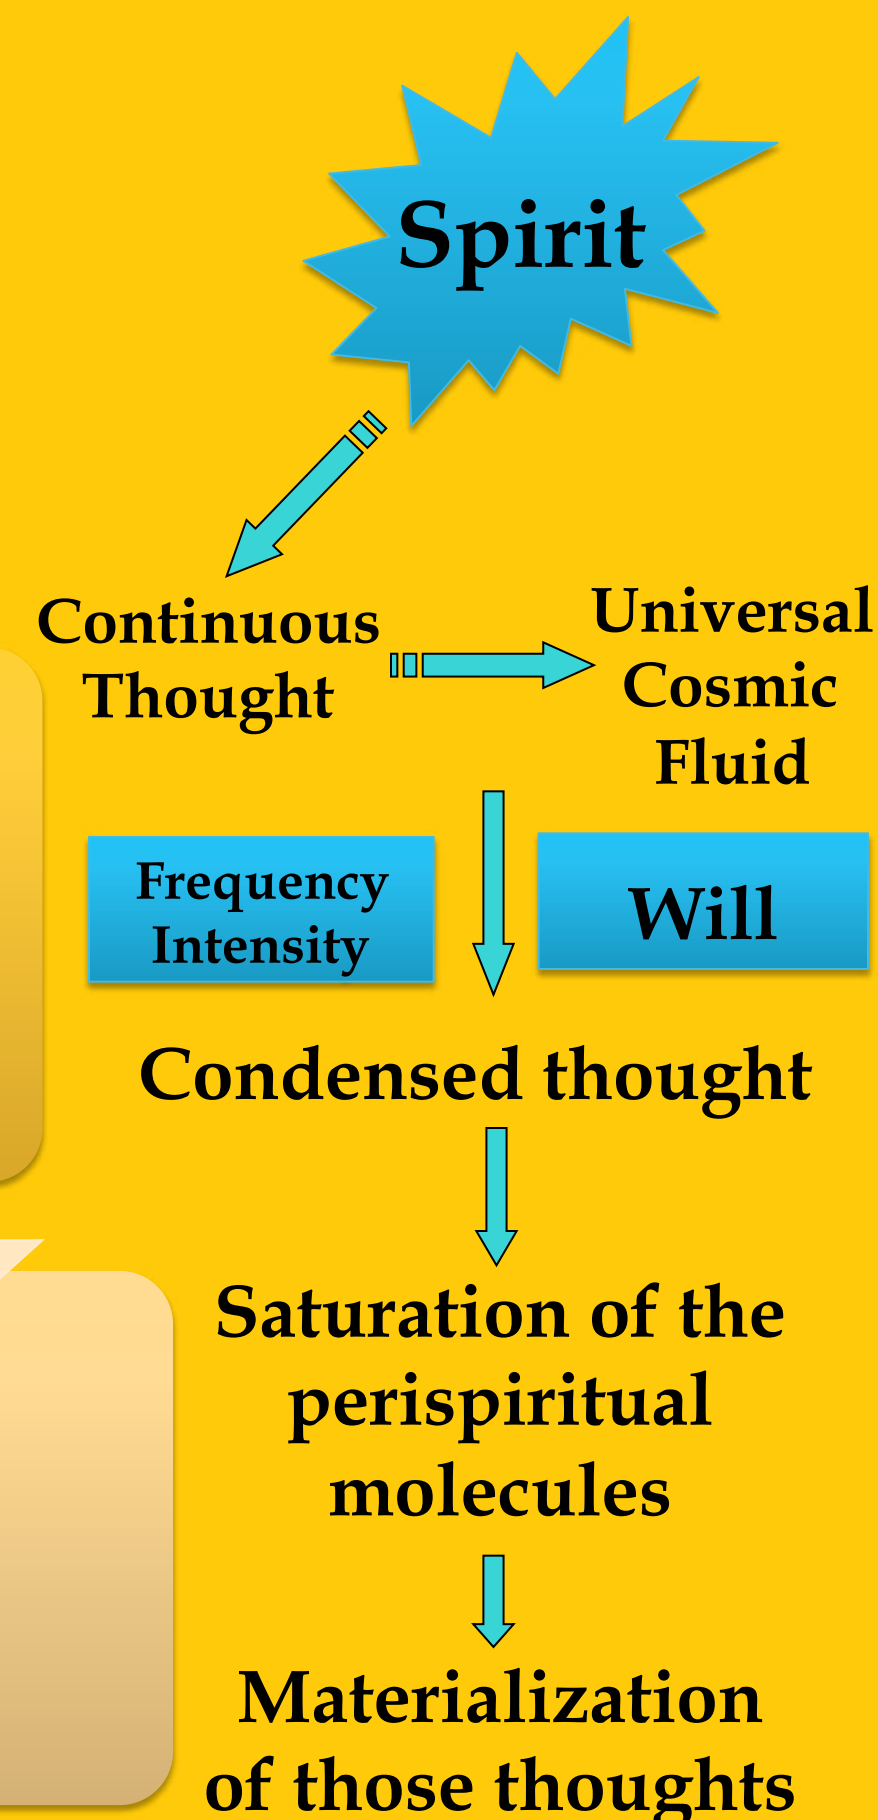 Spirit
Continuous
Thought
Universal
Cosmic
Fluid
Frequency
Intensity
Will
Condensed thought
Saturation of the
perispiritual
molecules
Materialization
of those thoughts